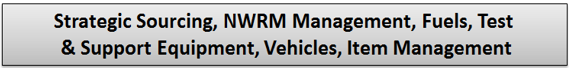 Strategic Sourcing, NWRM Management, Fuels, Test
& Support Equipment, Vehicles, Item Management